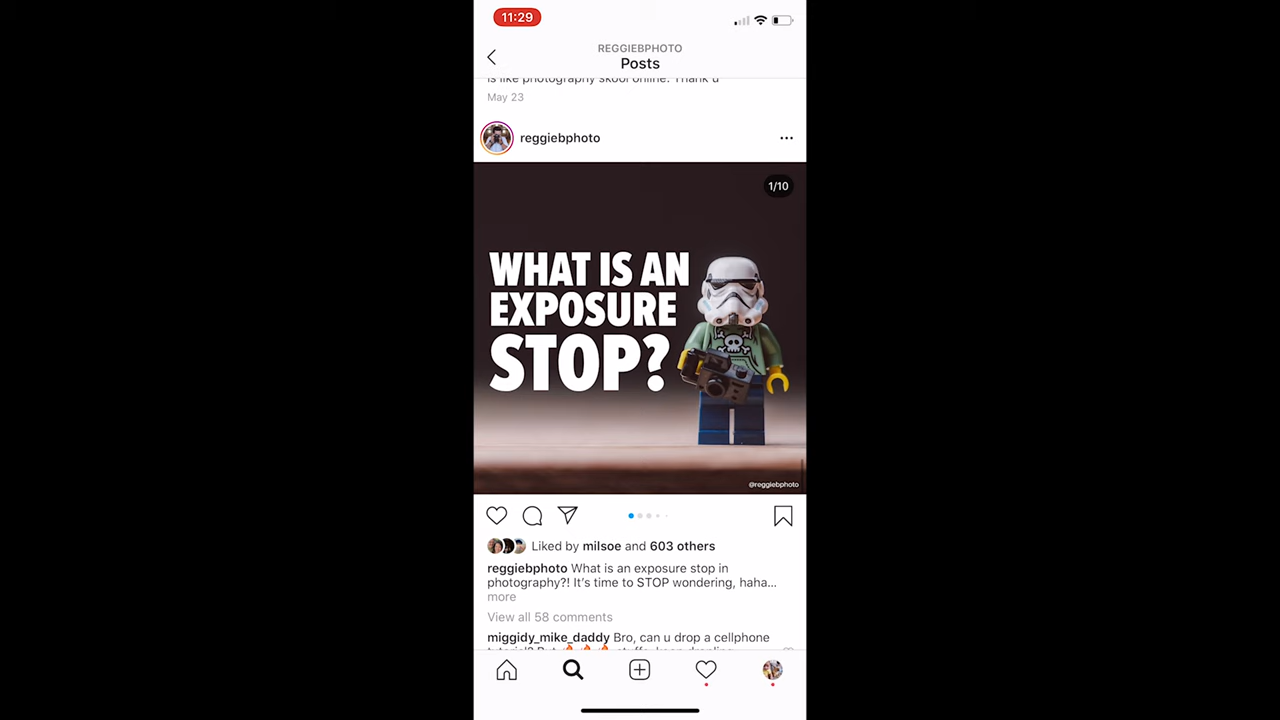 11:29
REGGIEBPHOTO
Posts
is like photography skool online. Thank u
May 23
reggiebphoto
1/10
WHAT IS AN
EXPOSURE
STOP?
@reggiebphoto
Liked by milsoe and 603 others
reggiebphoto What is an exposure stop in
photography?! It's time to STOP wondering, haha...
more
View all 58 comments
miggidy_mike_daddy Bro, can u drop a cellphone